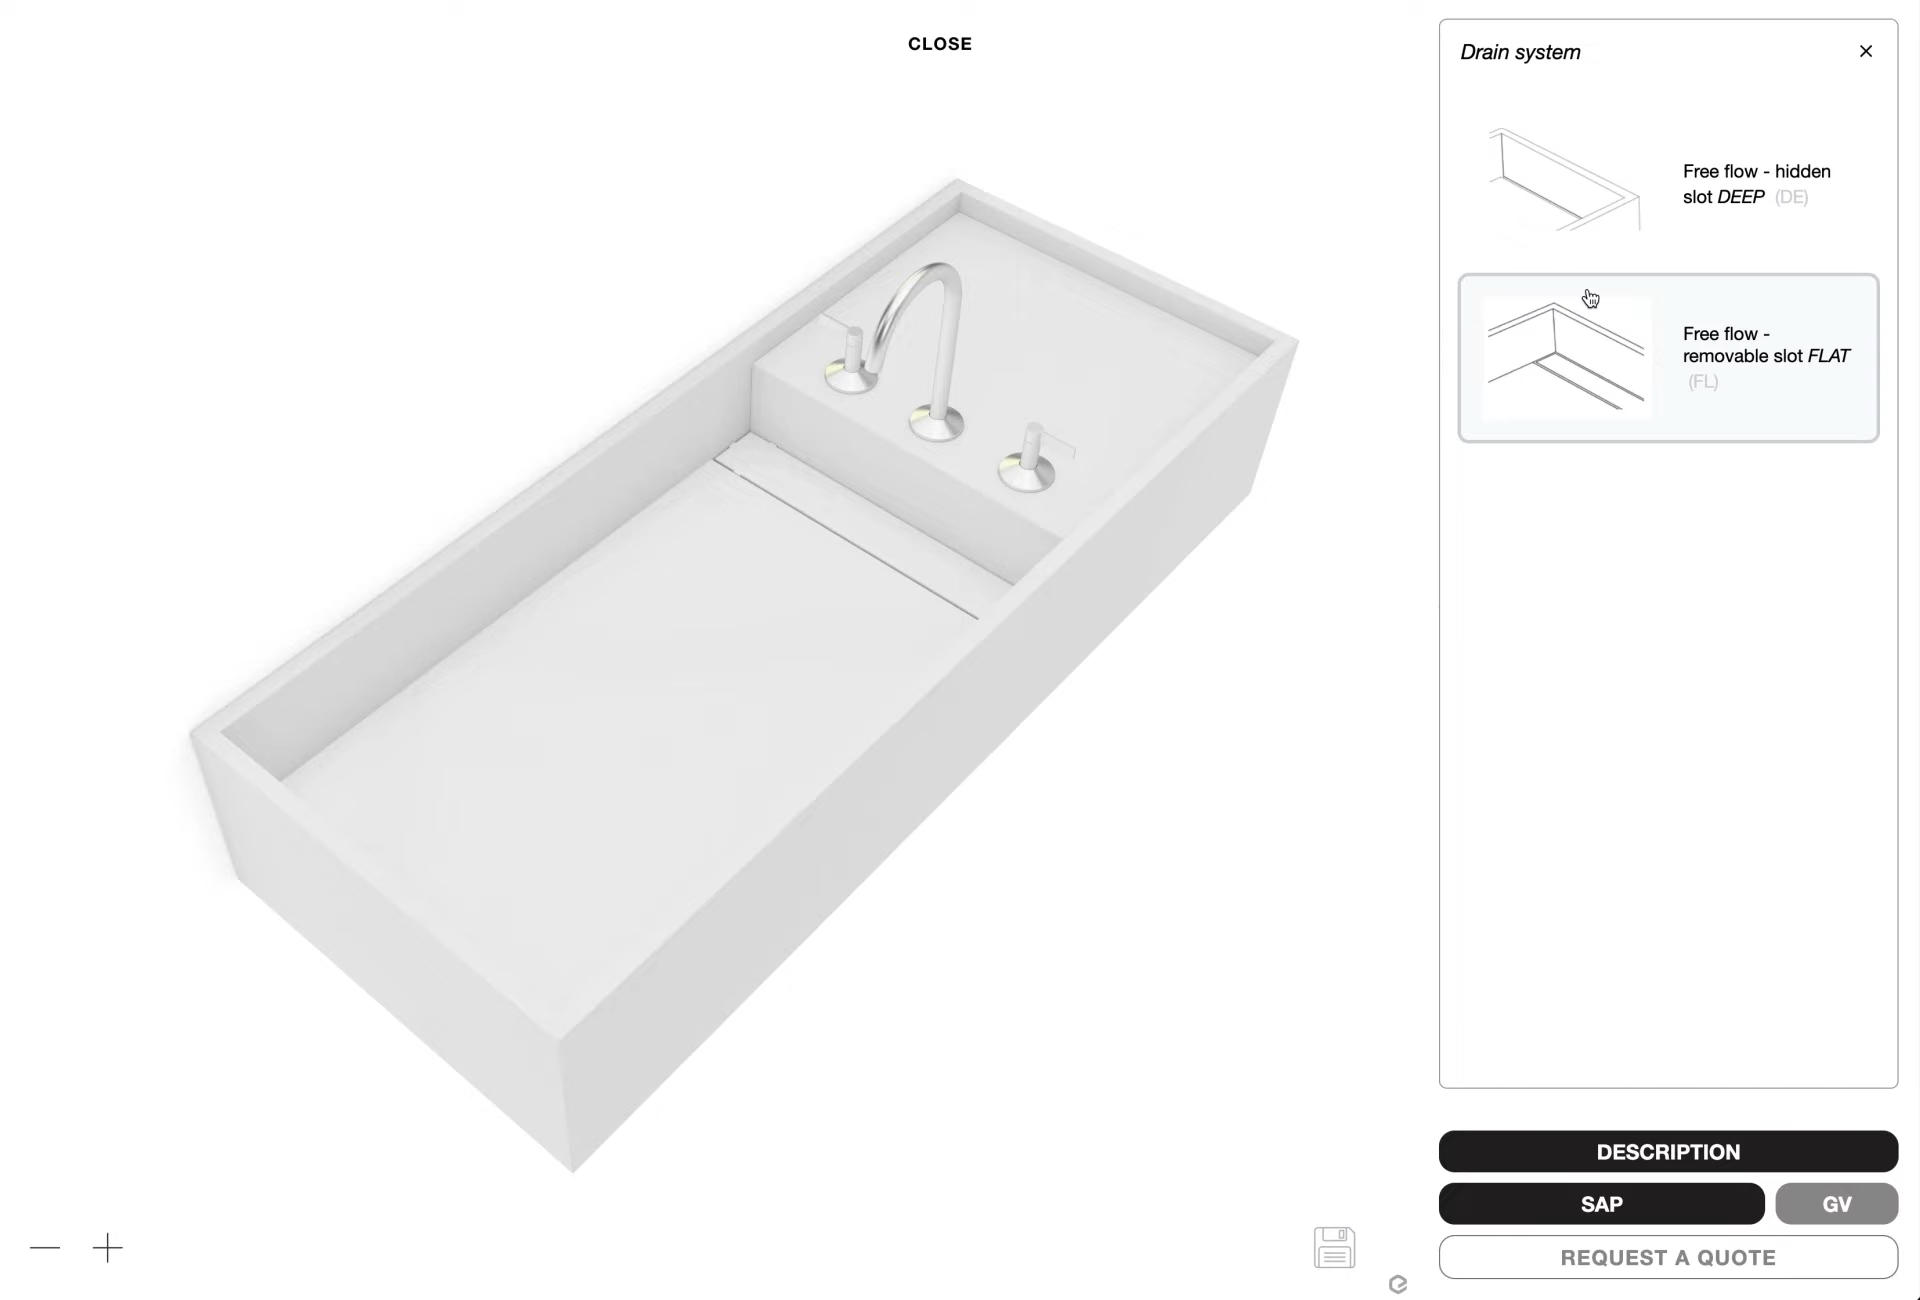 CLOSE
Drain system
Free flow - hidden
slot DEEP (DE)
Free flow -
removable slot FLAT
(FL)
DESCRIPTION
SAP
GV
REQUEST A QUOTE